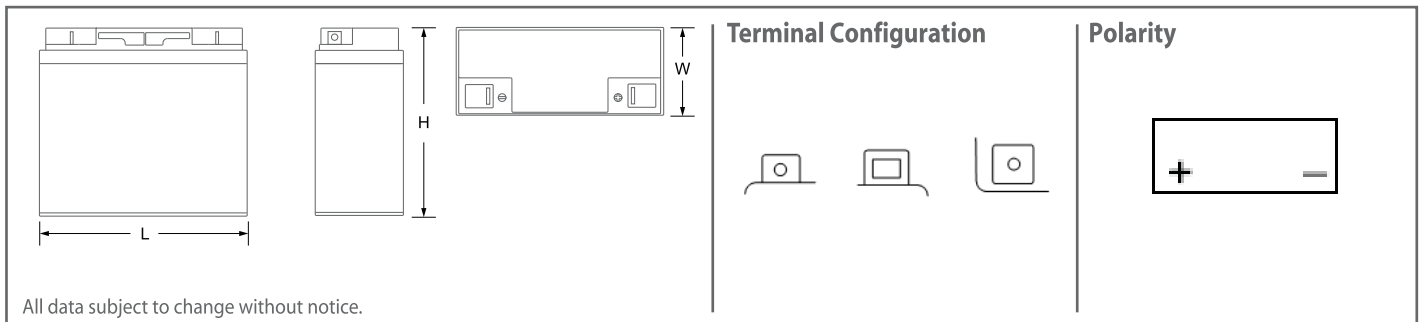 Terminal Configuration
Polarity
W
H
L
+ −
All data subject to change without notice.